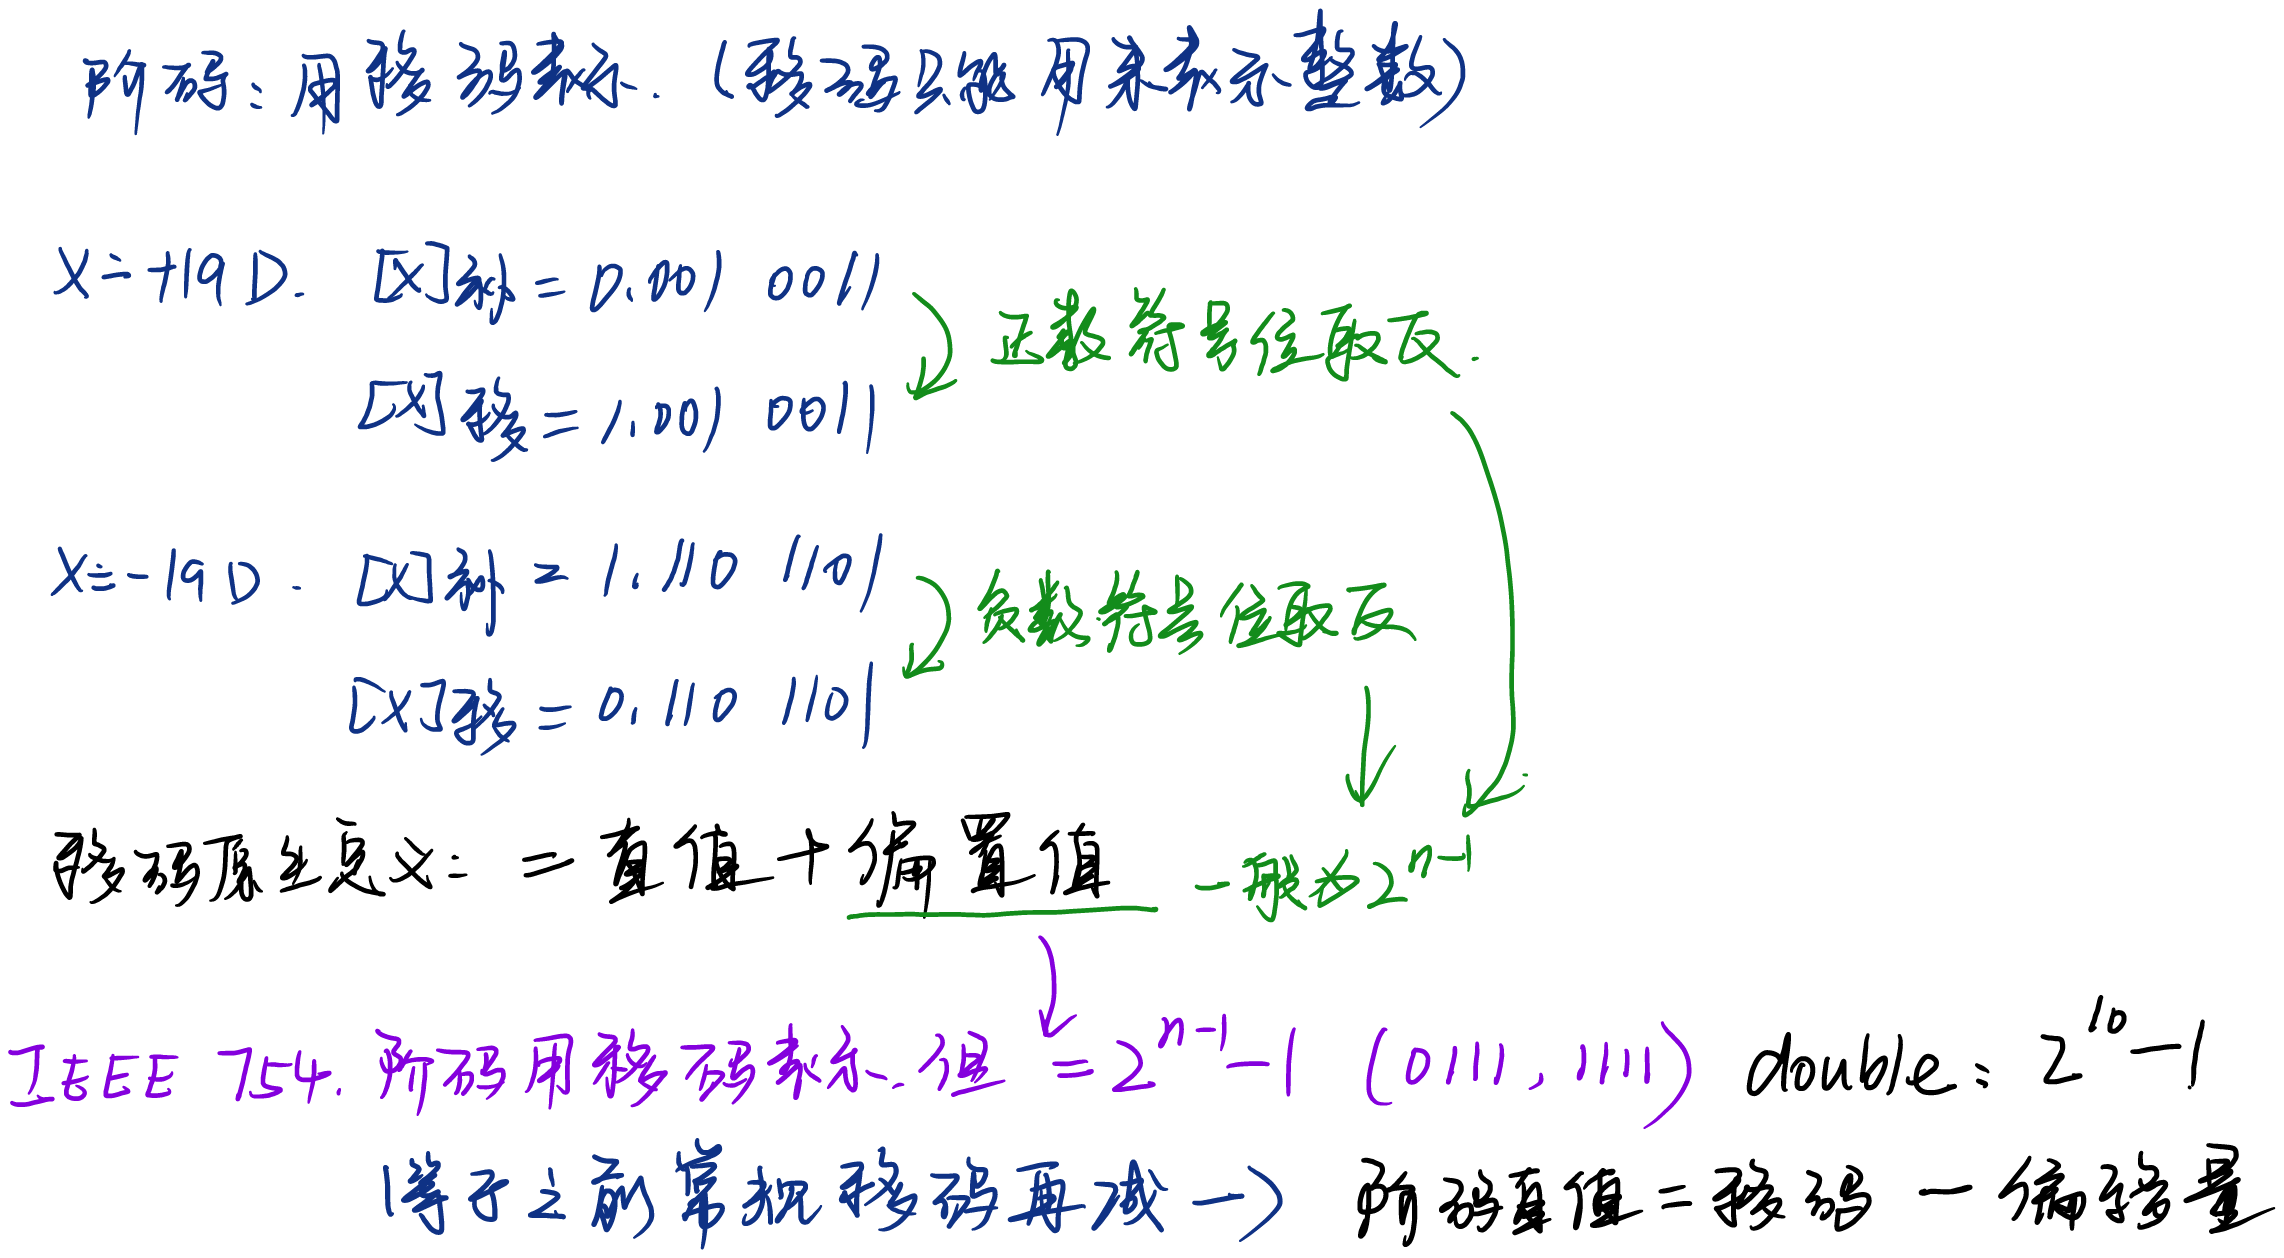 阶码：用移码表示.（移码只能用来表示整数）
X=+19D. [X]补=0.001 0011
正数符号位取反.
[X]移=1.001 0011
X=-19D. [X]补=1.110 1101
负数符号位取反
[X]移=0.110 1101
移码原生定义：=真值+偏置值 一般为2^{n-1}
IEEE 754.阶码用移码表示.但 =2^{n-1}-1 (0111,1111) double：2^{10}-1
(等于之前常规移码再减一) 阶码真值=移码-偏移量